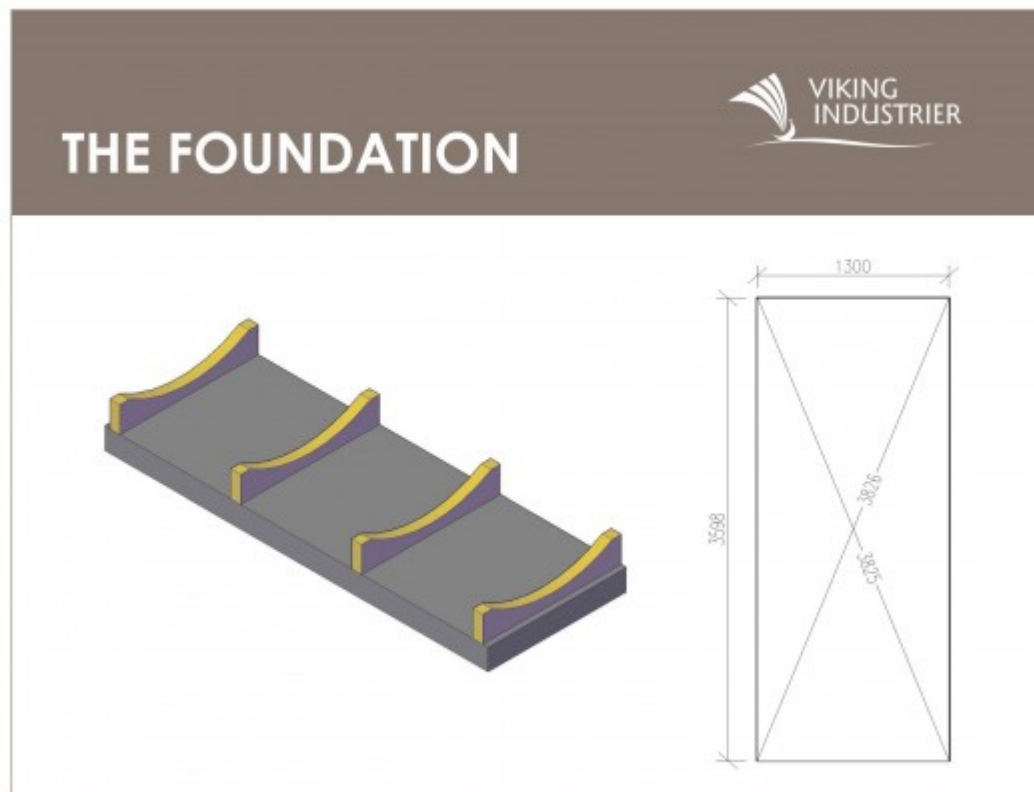 VIKING
INDUSTRIER
THE FOUNDATION
1300
3598
3826
3825